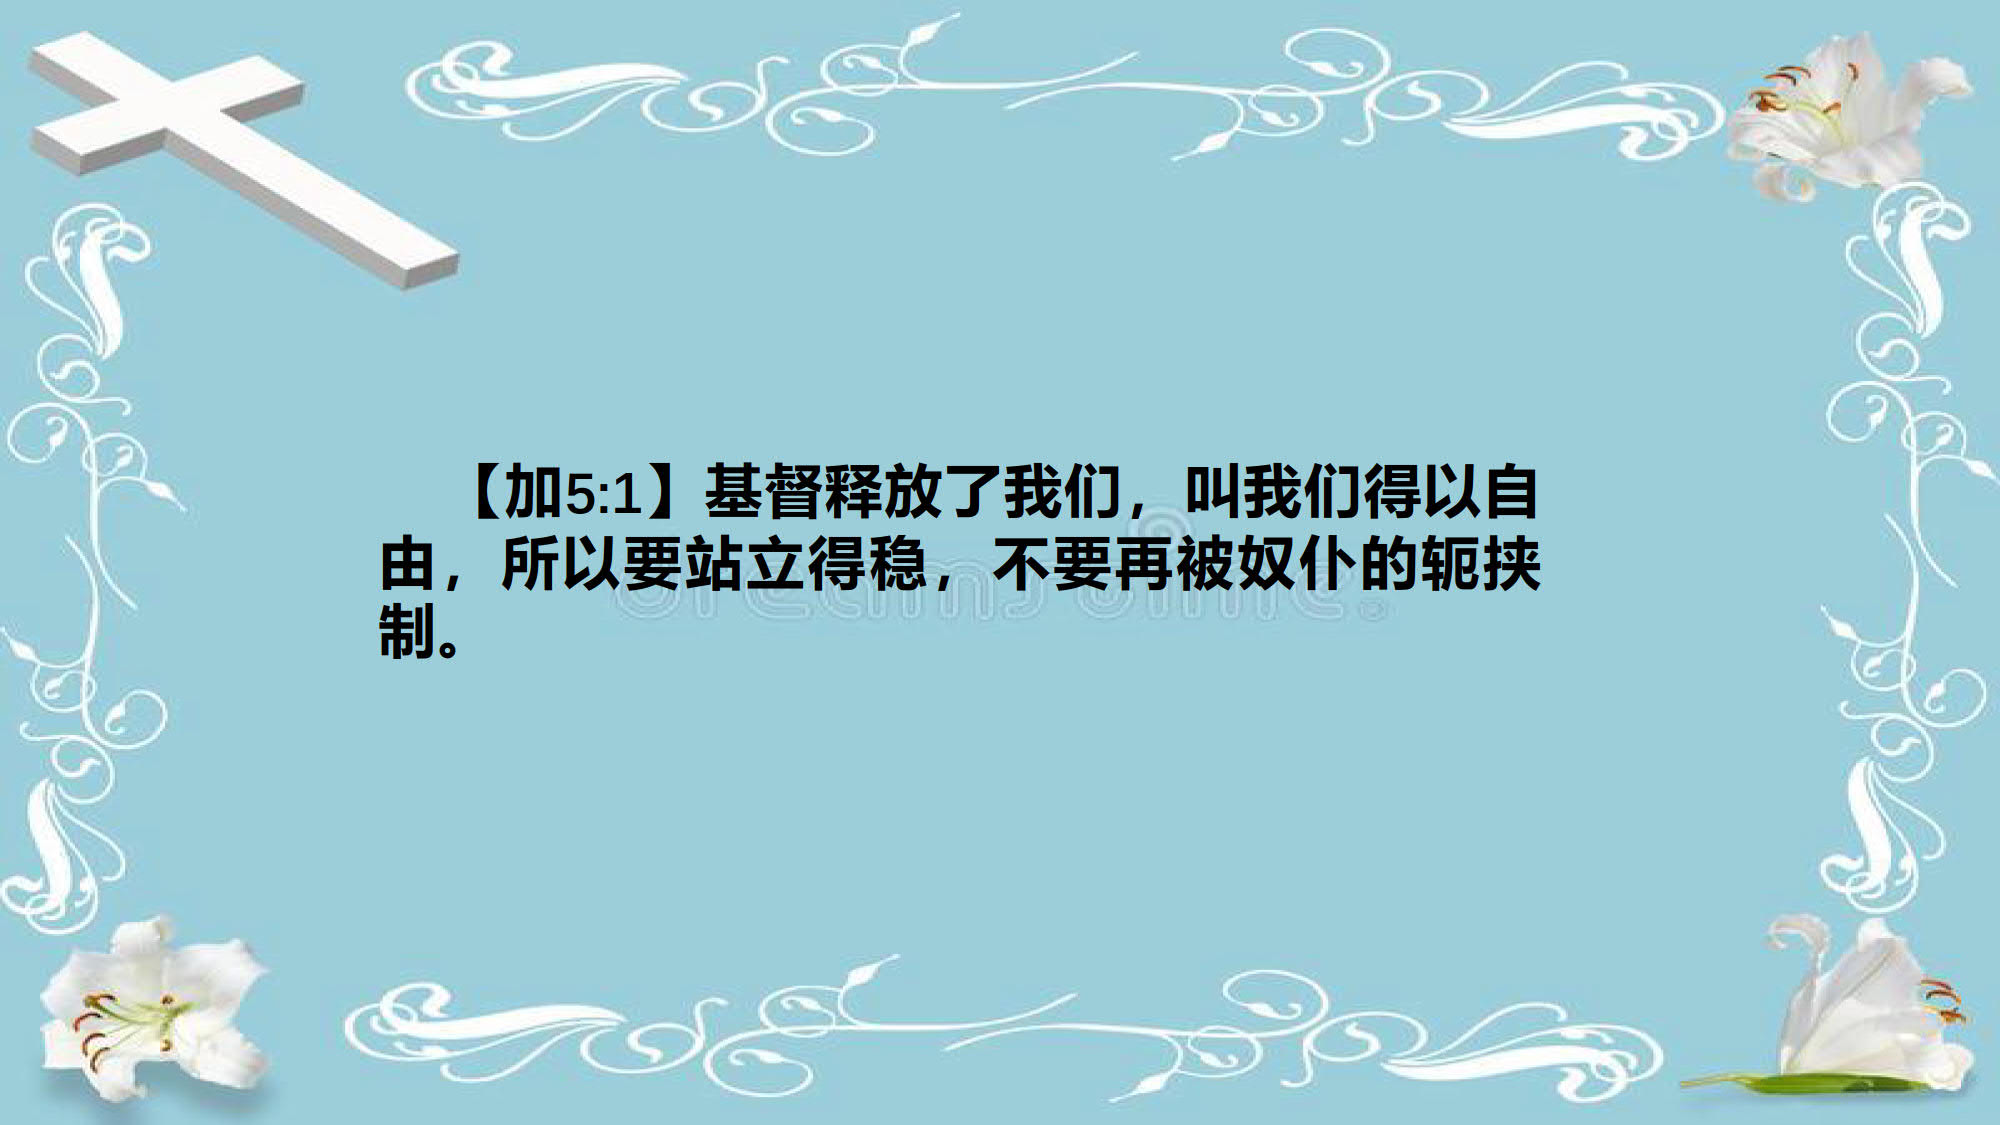 【加5:1】基督释放了我们，叫我们得以自
由，所以要站立得稳，不要再被奴仆的轭挟
制。
dreamstime.